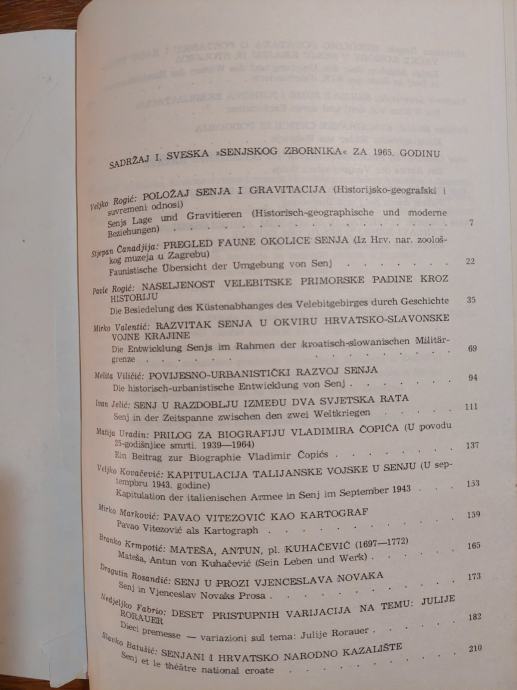 SADRŽAJ I. SVESKA »SENJSKOG ZBORNIKA« ZA 1965. GODINU
Veljko Rogić: POLOŽAJ SENJA I GRAVITACIJA (Historijsko-geografski i
suvremeni odnosi)
Senjs Lage und Gravitieren (Historisch-geographische und moderne
Beziehungen) . . . . . 7
Stjepan Čanadjija: PREGLED FAUNE OKOLICE SENJA (Iz Hrv. nar. zoološ-
kog muzeja u Zagrebu)
Faunistische Übersicht der Umgebung von Senj . . . . . 22
Pavle Rogić: NASELJENOST VELEBITSKE PRIMORSKE PADINE KROZ
HISTORIJU
Die Besiedelung des Küstenabhanges des Velebitgebirges durch Geschichte 35
Mirko Valentić: RAZVITAK SENJA U OKVIRU HRVATSKO-SLAVONSKE
VOJNE KRAJINE
Die Entwicklung Senjs im Rahmen der kroatisch-slowanischen Militär-
grenze . . . . . 69
Melita Viličić: POVIJESNO-URBANISTIČKI RAZVOJ SENJA
Die historisch-urbanistische Entwicklung von Senj . . . . . 94
Ivan Jelić: SENJ U RAZDOBLJU IZMEĐU DVA SVJETSKA RATA
Senj in der Zeitspanne zwischen den zwei Weltkriegen . . . . . 111
Matija Uradin: PRILOG ZA BIOGRAFIJU VLADIMIRA ČOPIĆA (U povodu
25-godišnjice smrti. 1939—1964)
Ein Beitrag zur Biographie Vladimir Čopićs . . . . . 137
Veljko Kovačević: KAPITULACIJA TALIJANSKE VOJSKE U SENJU (U sep-
tempbru 1943. godine)
Kapitulation der italienischen Armee in Senj im September 1943 . . . 153
Mirko Marković: PAVAO VITEZOVIĆ KAO KARTOGRAF
Pavao Vitezović als Kartograph . . . . . 159
Branko Krmpotić: MATEŠA, ANTUN, pl. KUHAČEVIĆ (1697—1772)
Mateša, Antun von Kuhačević (Sein Leben und Werk) . . . . . 165
Dragutin Rosandić: SENJ U PROZI VJENCESLAVA NOVAKA
Senj in Vjenceslav Novaks Prosa . . . . . 173
Nedjeljko Fabrio: DESET PRISTUPNIH VARIJACIJA NA TEMU: JULIJE
RORAUER
Dieci premesse — variazioni sul tema: Julije Rorauer . . . . . 182
Slavko Batušić: SENJANI I HRVATSKO NARODNO KAZALIŠTE
Senj et le théâtre national croate . . . . . 210